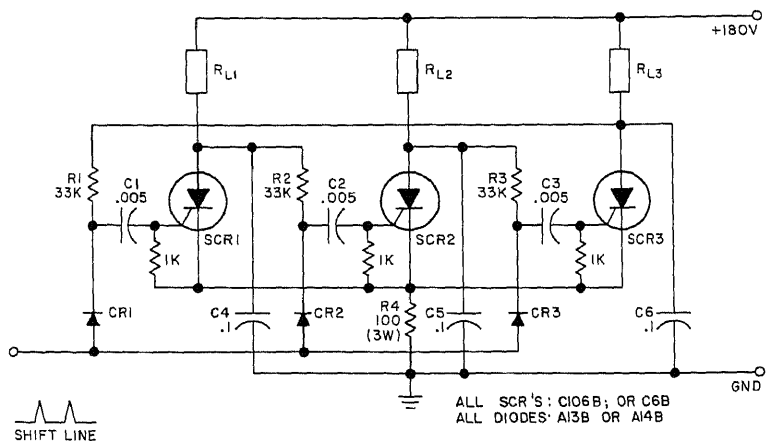 +180V
RL1
RL2
RL3
R1
33K
C1
.005
R2
33K
C2
.005
R3
33K
C3
.005
SCR1
SCR2
SCR3
1K
1K
1K
CR1
C4
.1
CR2
R4
100
(3W)
C5
.1
CR3
C6
.1
GND
ALL SCR'S: C106B; OR C6B
ALL DIODES: A13B OR A14B
SHIFT LINE